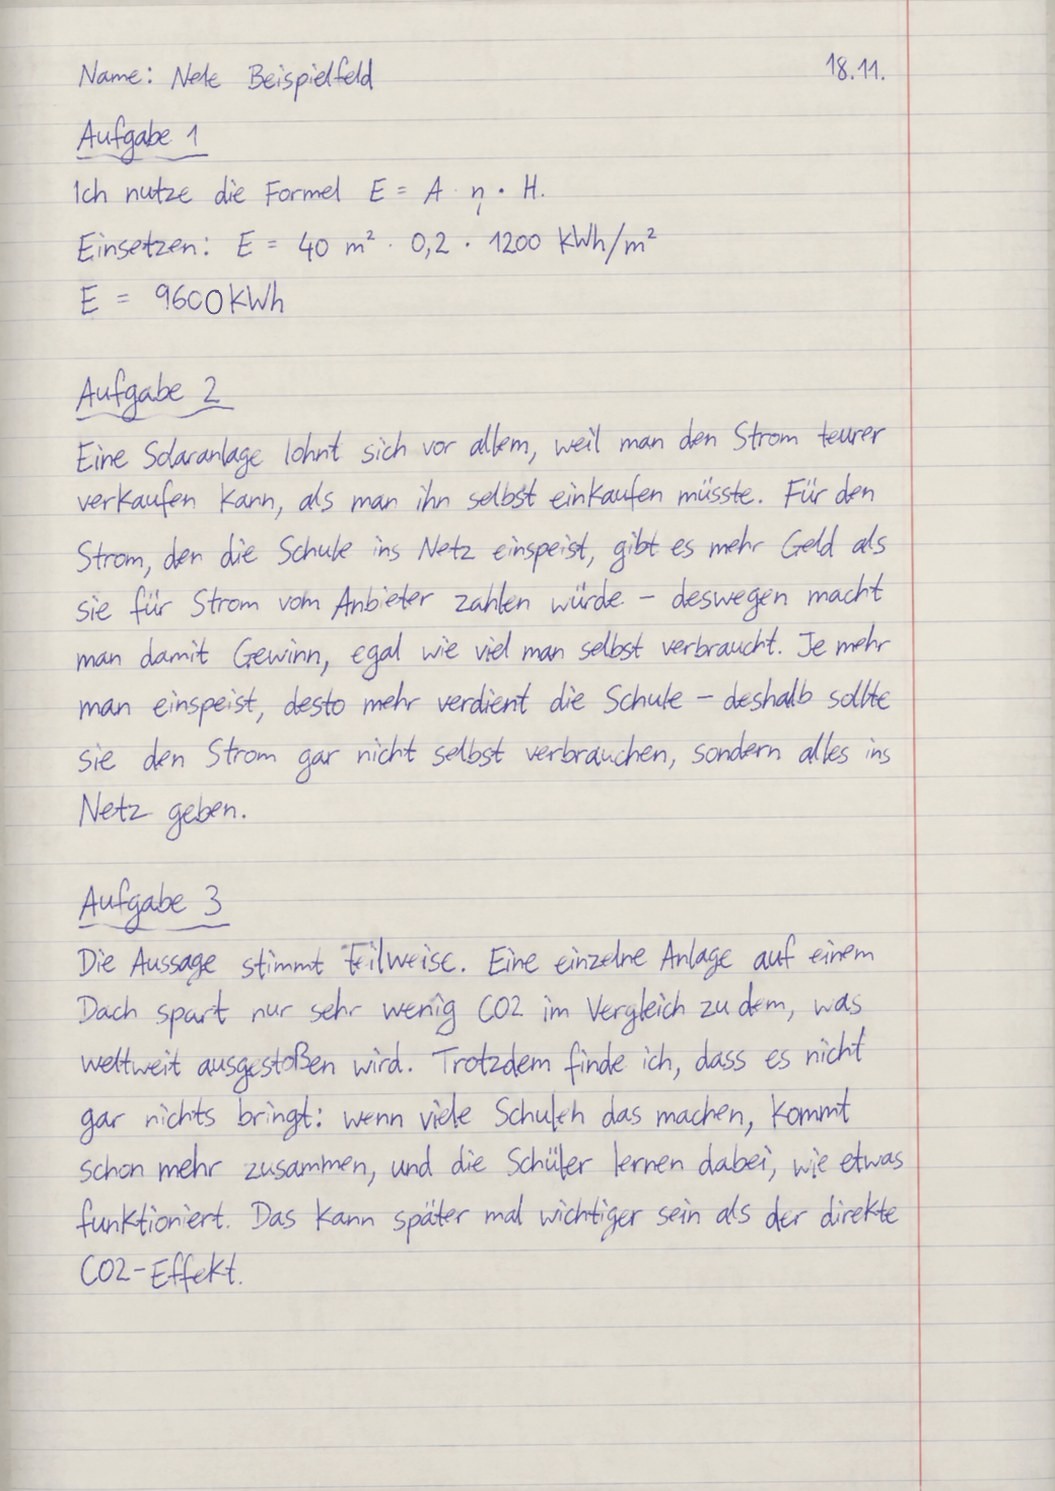 Name: Nele Beispielfeld
18.11.
Aufgabe 1
Ich nutze die Formel E = A · η · H.
Einsetzen: E = 40 m² · 0,2 · 1200 kWh/m²
E = 9600 kWh
Aufgabe 2
Eine Solaranlage lohnt sich vor allem, weil man den Strom teurer
verkaufen kann, als man ihn selbst einkaufen müsste. Für den
Strom, den die Schule ins Netz einspeist, gibt es mehr Geld als
sie für Strom vom Anbieter zahlen würde – deswegen macht
man damit Gewinn, egal wie viel man selbst verbraucht. Je mehr
man einspeist, desto mehr verdient die Schule – deshalb sollte
sie den Strom gar nicht selbst verbrauchen, sondern alles ins
Netz geben.
Aufgabe 3
Die Aussage stimmt teilweise. Eine einzelne Anlage auf einem
Dach spart nur sehr wenig CO2 im Vergleich zu dem, was
weltweit ausgestoßen wird. Trotzdem finde ich, dass es nicht
gar nichts bringt: wenn viele Schulen das machen, kommt
schon mehr zusammen, und die Schüler lernen dabei, wie etwas
funktioniert. Das kann später mal wichtiger sein als der direkte
CO2-Effekt.